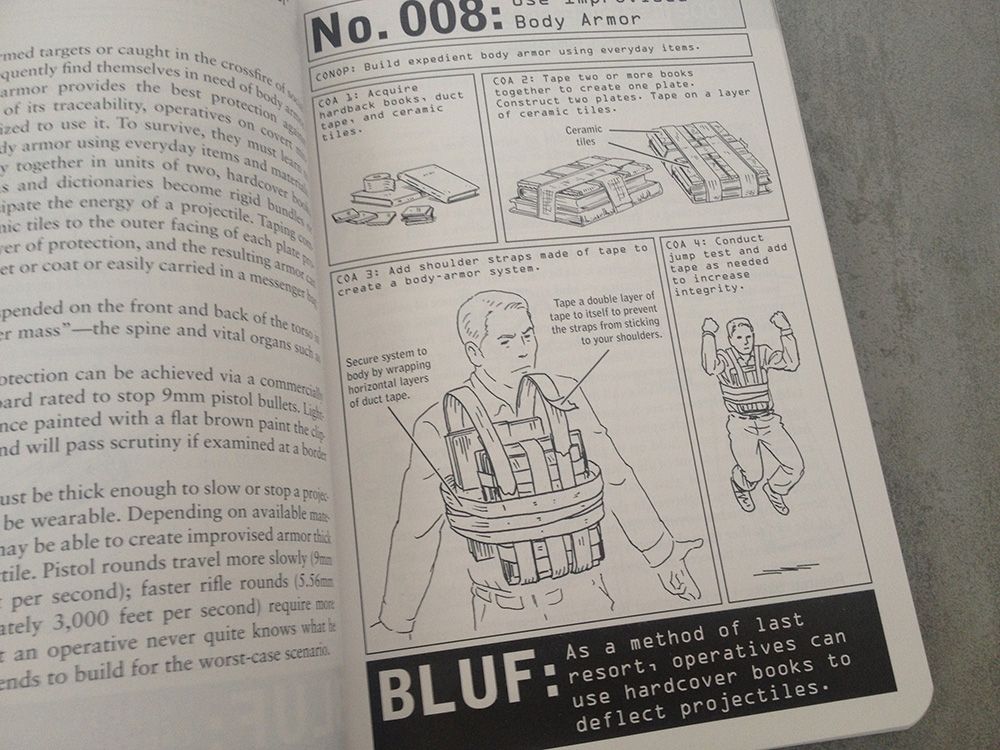 rmed targets or caught in the crossfire of
quently find themselves in need of body
armor provides the best protection
of its traceability, operatives on covert
ized to use it. To survive, they must learn
dy armor using everyday items and
y together in units of two, hardcover
s and dictionaries become rigid bundles
ipate the energy of a projectile. Taping
nic tiles to the outer facing of each plate
er of protection, and the resulting armor
et or coat or easily carried in a messenger
spended on the front and back of the torso
er mass”—the spine and vital organs such
otection can be achieved via a commercially
ard rated to stop 9mm pistol bullets. Light-
nce painted with a flat brown paint the clip-
nd will pass scrutiny if examined at a border
ust be thick enough to slow or stop a projec-
be wearable. Depending on available mate-
nay be able to create improvised armor thick
tile. Pistol rounds travel more slowly (9mm
per second); faster rifle rounds (5.56mm
ately 3,000 feet per second) require more
t an operative never quite knows what he
ends to build for the worst-case scenario.
No. 008:
Body Armor
CONOP: Build expedient body armor using everyday items.
COA 1: Acquire
hardback books, duct
tape, and ceramic
tiles.
COA 2: Tape two or more books
together to create one plate.
Construct two plates. Tape on a layer
of ceramic tiles.
Ceramic
tiles
COA 3: Add shoulder straps made of tape to
create a body-armor system.
Tape a double layer of
tape to itself to prevent
the straps from sticking
to your shoulders.
Secure system to
body by wrapping
horizontal layers
of duct tape.
COA 4: Conduct
jump test and add
tape as needed
to increase
integrity.
BLUF:
As a method of last
resort, operatives can
use hardcover books to
deflect projectiles.